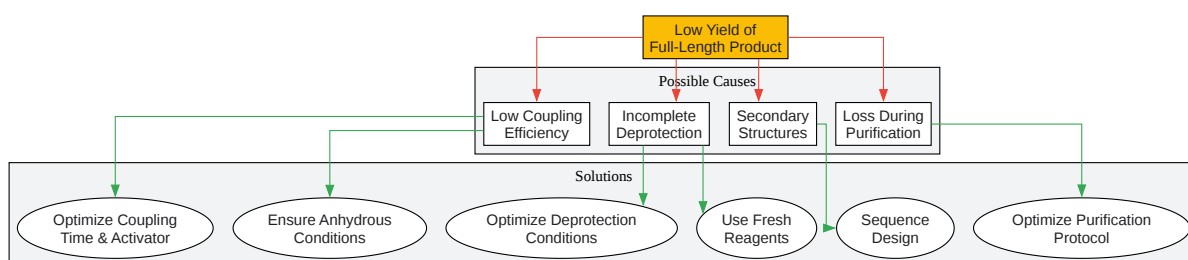 Low Yield of
Full-Length Product
Possible Causes
Low Coupling
Efficiency
Incomplete
Deprotection
Secondary
Structures
Loss During
Purification
Solutions
Optimize Coupling
Time & Activator
Ensure Anhydrous
Conditions
Optimize Deprotection
Conditions
Use Fresh
Reagents
Sequence
Design
Optimize Purification
Protocol